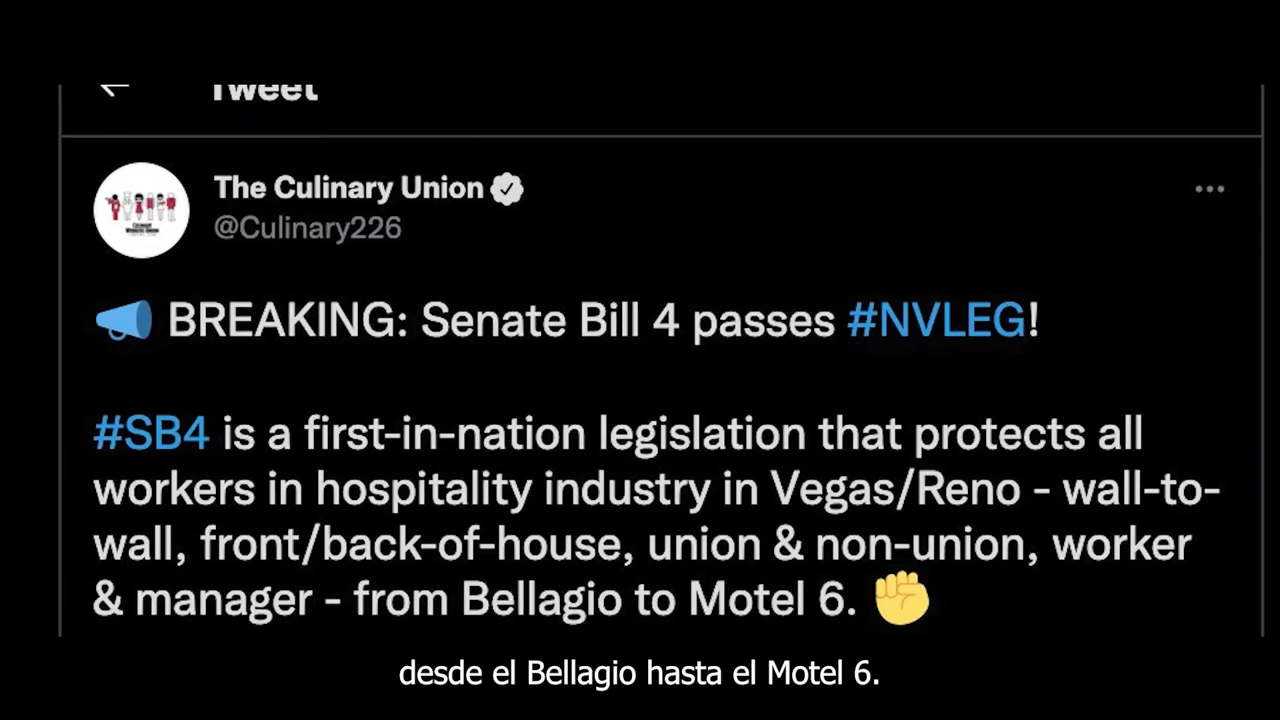 Tweet
The Culinary Union
@Culinary226
BREAKING: Senate Bill 4 passes #NVLEG!
#SB4 is a first-in-nation legislation that protects all
workers in hospitality industry in Vegas/Reno - wall-to-
wall, front/back-of-house, union & non-union, worker
& manager - from Bellagio to Motel 6.
desde el Bellagio hasta el Motel 6.